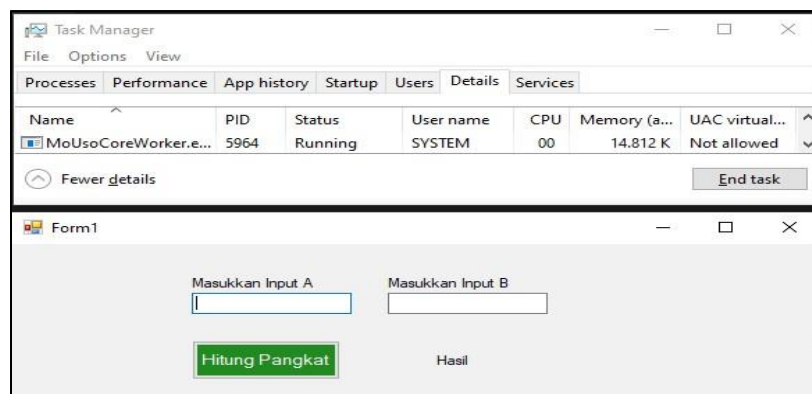 Task Manager
File Options View
Processes Performance App history Startup Users Details Services
Name PID Status User name CPU Memory (a... UAC virtual...
MoUsoCoreWorker.e... 5964 Running SYSTEM 00 14.812 K Not allowed
Fewer details End task
Form1
Masukkan Input A Masukkan Input B
Hitung Pangkat Hasil